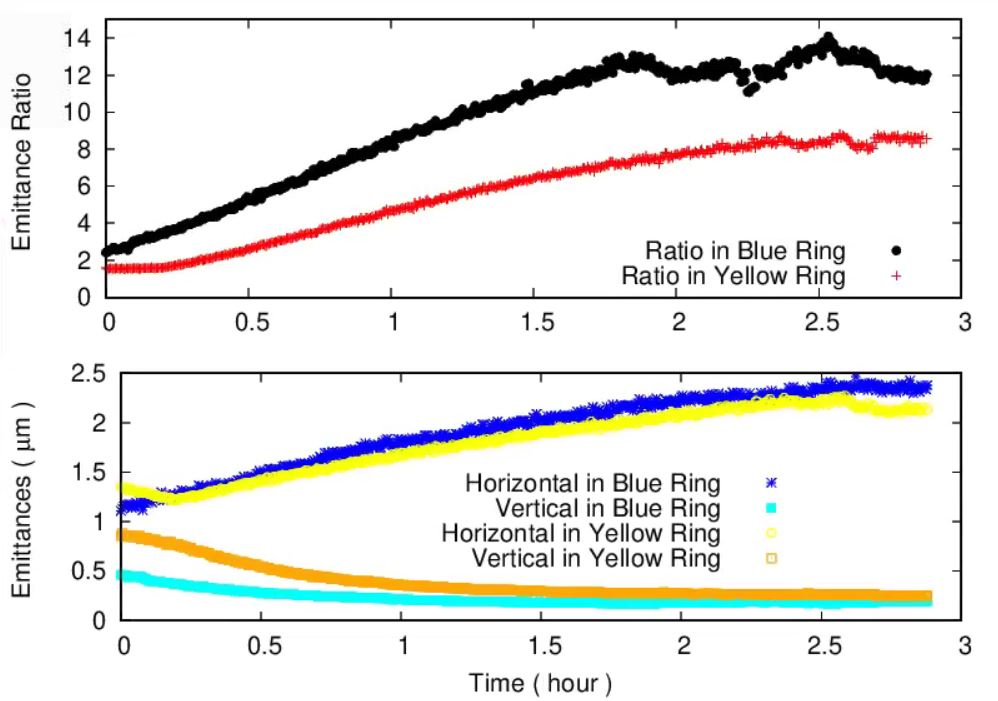 14
12
10
8
6
4
2
0
Emittance Ratio
Ratio in Blue Ring
Ratio in Yellow Ring
0 0.5 1 1.5 2 2.5 3
2.5
2
1.5
1
0.5
0
Emittances ( μm )
Horizontal in Blue Ring
Vertical in Blue Ring
Horizontal in Yellow Ring
Vertical in Yellow Ring
0 0.5 1 1.5 2 2.5 3
Time ( hour )